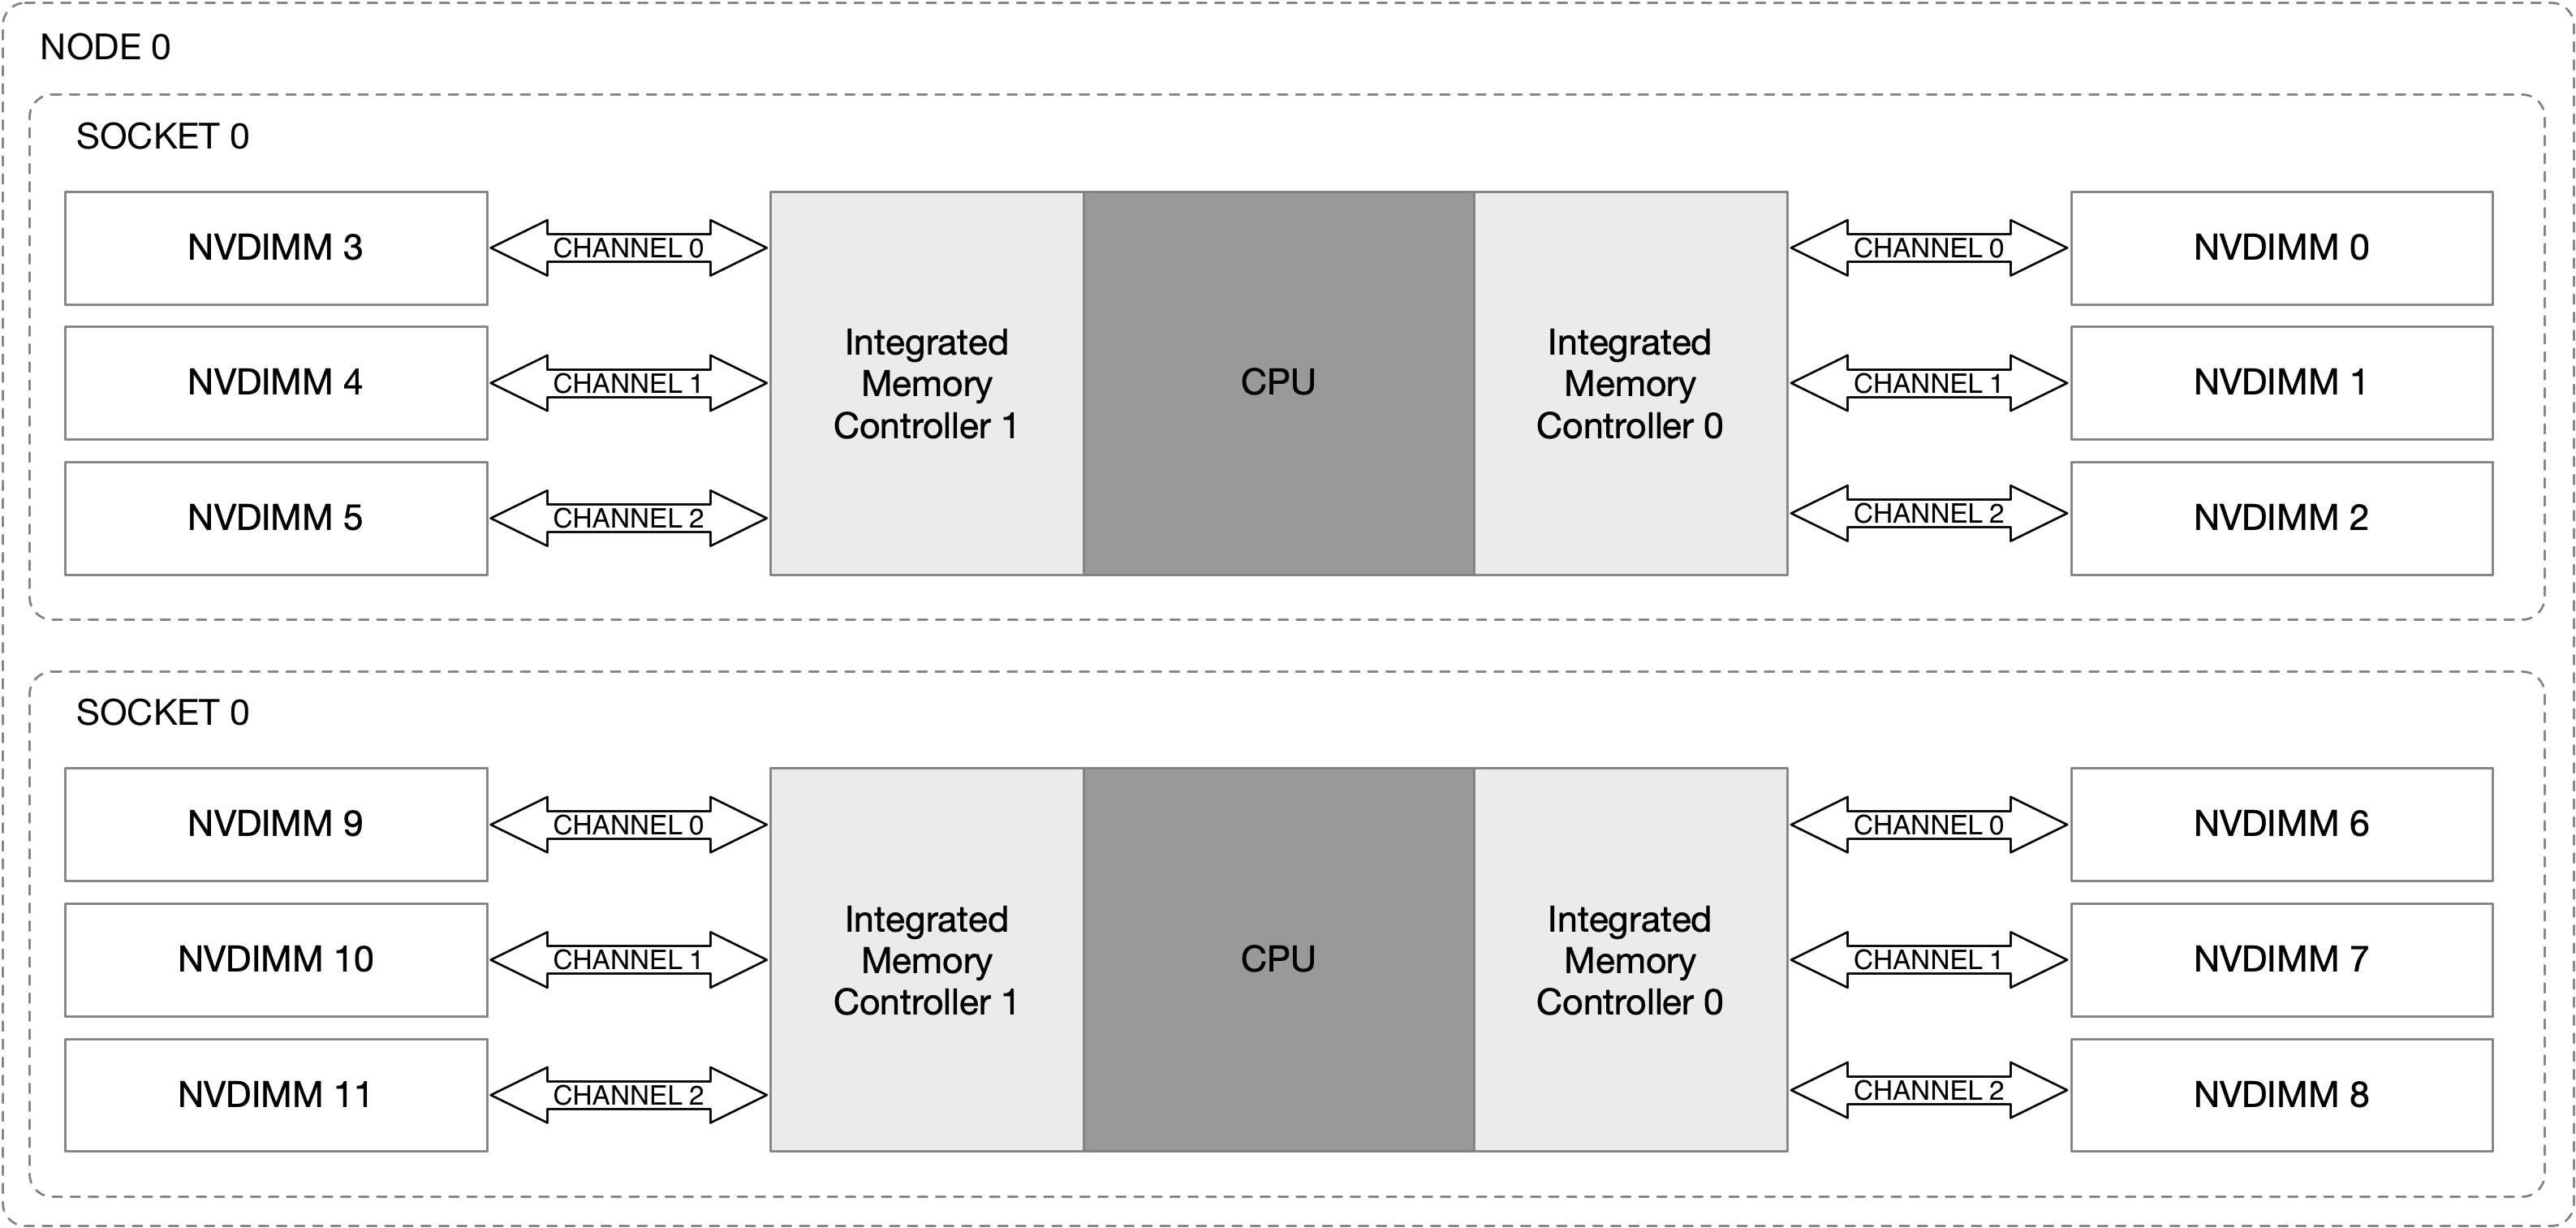 NODE 0
SOCKET 0
NVDIMM 3
CHANNEL 0
CHANNEL 0
NVDIMM 0
NVDIMM 4
CHANNEL 1
Integrated
Memory
Controller 1
CPU
Integrated
Memory
Controller 0
CHANNEL 1
NVDIMM 1
NVDIMM 5
CHANNEL 2
CHANNEL 2
NVDIMM 2
SOCKET 0
NVDIMM 9
CHANNEL 0
CHANNEL 0
NVDIMM 6
NVDIMM 10
CHANNEL 1
Integrated
Memory
Controller 1
CPU
Integrated
Memory
Controller 0
CHANNEL 1
NVDIMM 7
NVDIMM 11
CHANNEL 2
CHANNEL 2
NVDIMM 8